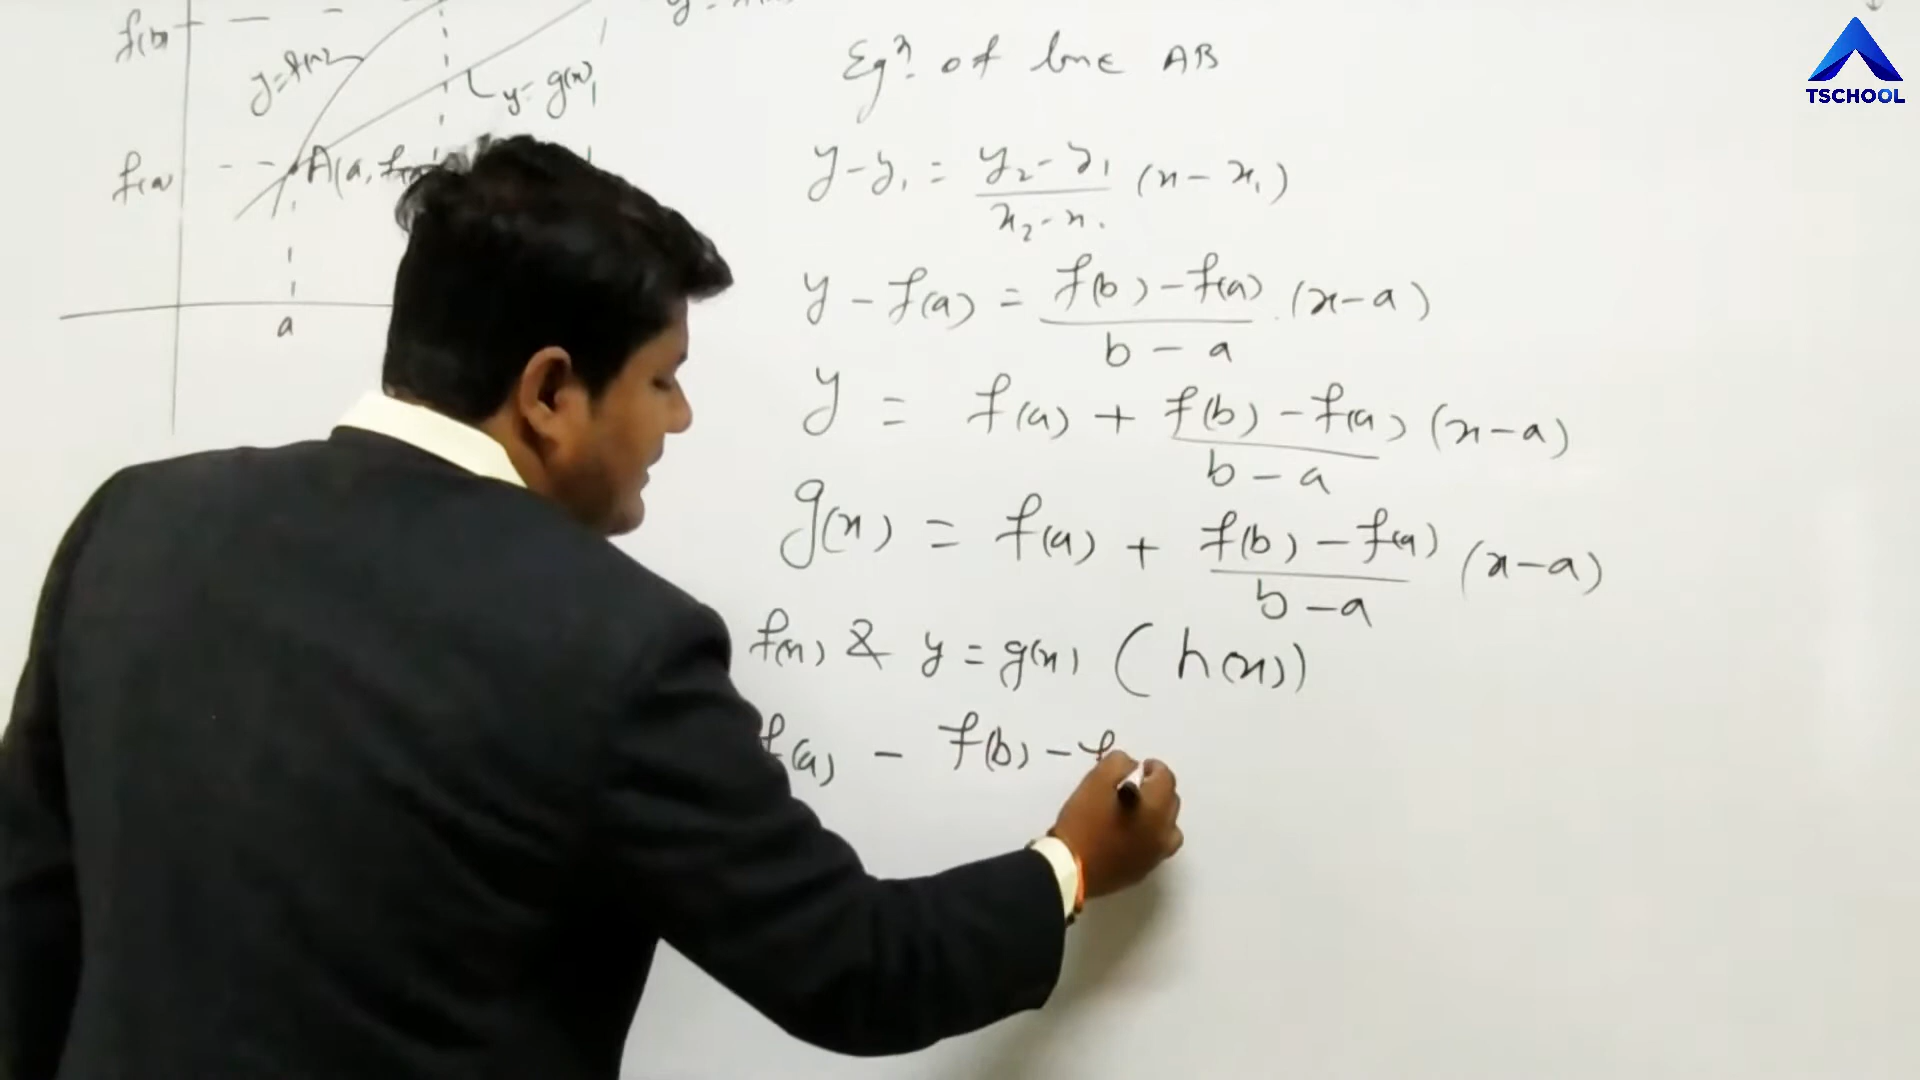 f(b)
y=f(x)
y=g(x)
f(a)
A(a, f(a)
a
Eqⁿ. of line AB
y-y₁ = y₂-y₁ / x₂-x₁ (x-x₁)
y - f(a) = f(b)-f(a) / b-a . (x-a)
y = f(a) + f(b)-f(a) / b-a (x-a)
g(x) = f(a) + f(b)-f(a) / b-a (x-a)
f(x) & y = g(x) ( h(x))
f(a) - f(b) - f
TSCHOOL